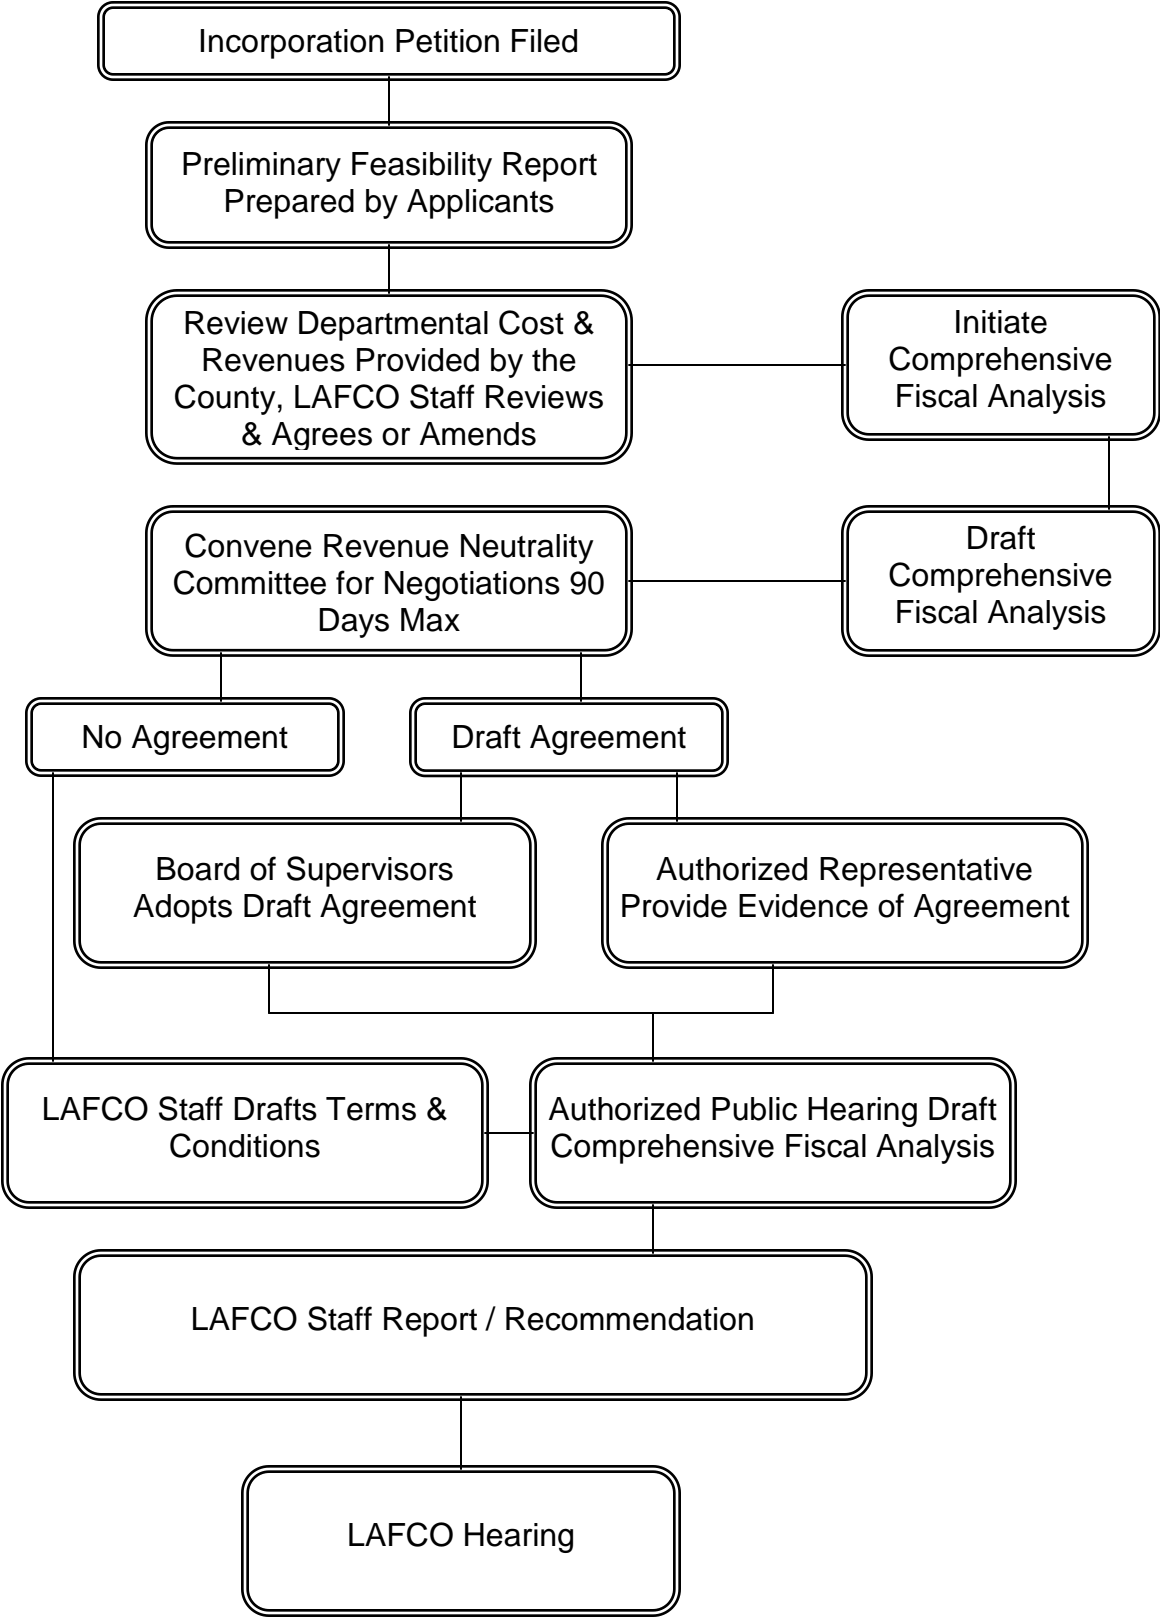 Incorporation Petition Filed
Preliminary Feasibility Report
Prepared by Applicants
Review Departmental Cost &
Revenues Provided by the
County, LAFCO Staff Reviews
& Agrees or Amends
Initiate
Comprehensive
Fiscal Analysis
Convene Revenue Neutrality
Committee for Negotiations 90
Days Max
Draft
Comprehensive
Fiscal Analysis
No Agreement
Draft Agreement
Board of Supervisors
Adopts Draft Agreement
Authorized Representative
Provide Evidence of Agreement
LAFCO Staff Drafts Terms &
Conditions
Authorized Public Hearing Draft
Comprehensive Fiscal Analysis
LAFCO Staff Report / Recommendation
LAFCO Hearing